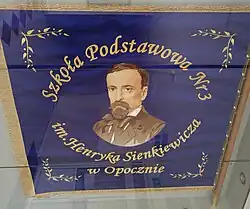 Szkoła Podstawowa Nr 3
im. Henryka Sienkiewicza
w Opocznie